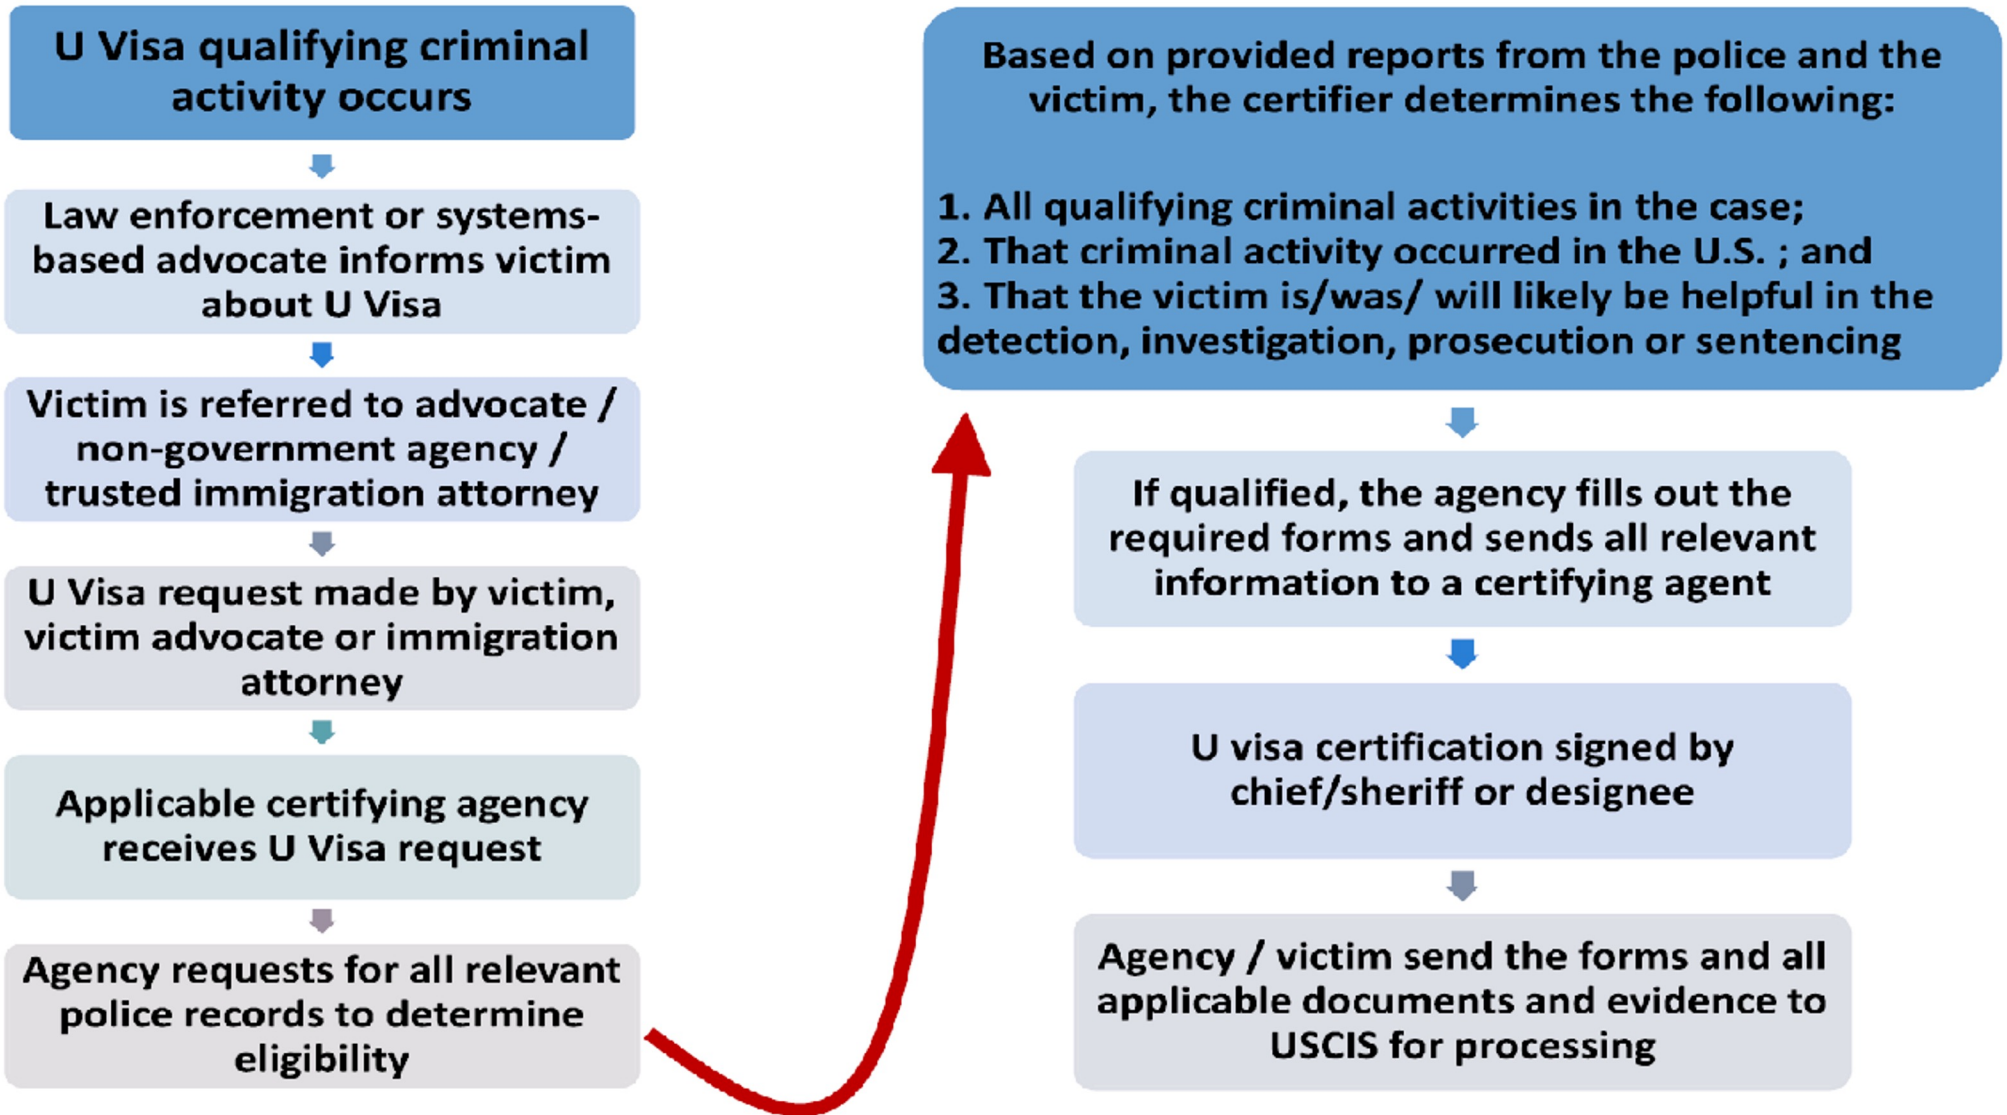 U Visa qualifying criminal
activity occurs
Law enforcement or systems-
based advocate informs victim
about U Visa
Victim is referred to advocate /
non-government agency /
trusted immigration attorney
U Visa request made by victim,
victim advocate or immigration
attorney
Applicable certifying agency
receives U Visa request
Agency requests for all relevant
police records to determine
eligibility
Based on provided reports from the police and the
victim, the certifier determines the following:
1. All qualifying criminal activities in the case;
2. That criminal activity occurred in the U.S. ; and
3. That the victim is/was/ will likely be helpful in the
detection, investigation, prosecution or sentencing
If qualified, the agency fills out the
required forms and sends all relevant
information to a certifying agent
U visa certification signed by
chief/sheriff or designee
Agency / victim send the forms and all
applicable documents and evidence to
USCIS for processing